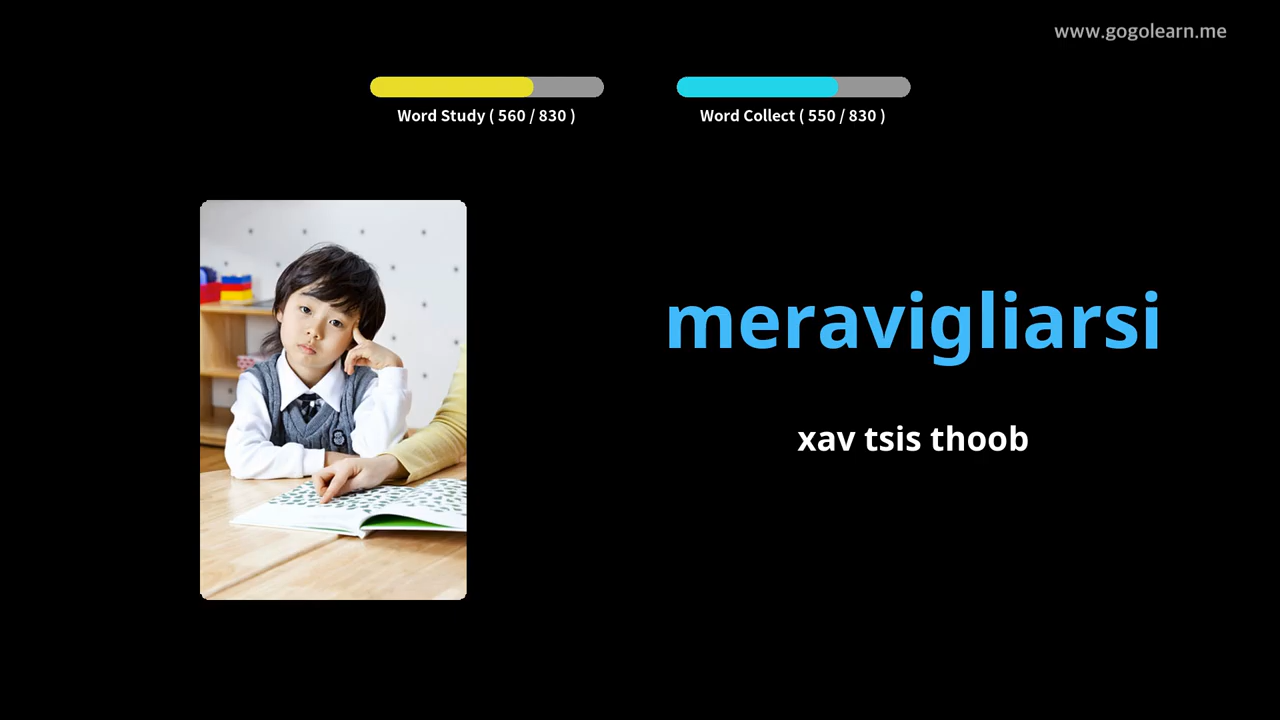 www.gogolearn.me
Word Study ( 560 / 830 )
Word Collect ( 550 / 830 )
meravigliarsi
xav tsis thoob